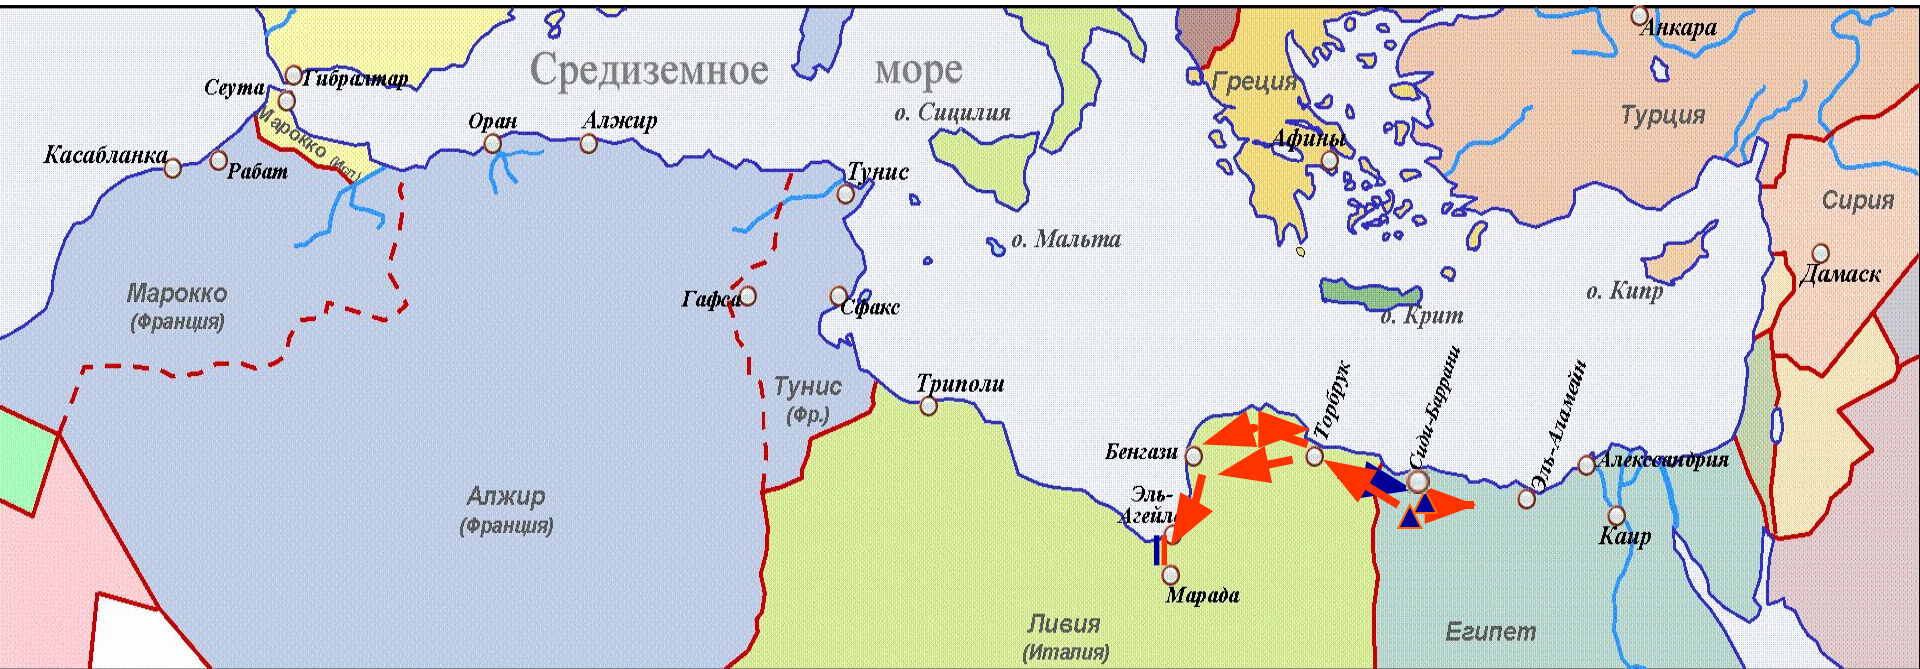 Анкара
Средиземное море
Гибралтар
Греция
Сеута
о. Сицилия
Турция
Марокко (Исп)
Оран
Алжир
Афины
Касабланка
Рабат
Тунис
Сирия
о. Мальта
Дамаск
Марокко
(Франция)
Гафса
Сфакс
о. Кипр
о. Крит
Тунис
(Фр.)
Триполи
Торбрук
Сиди-Баррани
Эль-Аламейн
Бенгази
Александрия
Алжир
(Франция)
Эль-
Агейла
Каир
Марада
Ливия
(Италия)
Египет